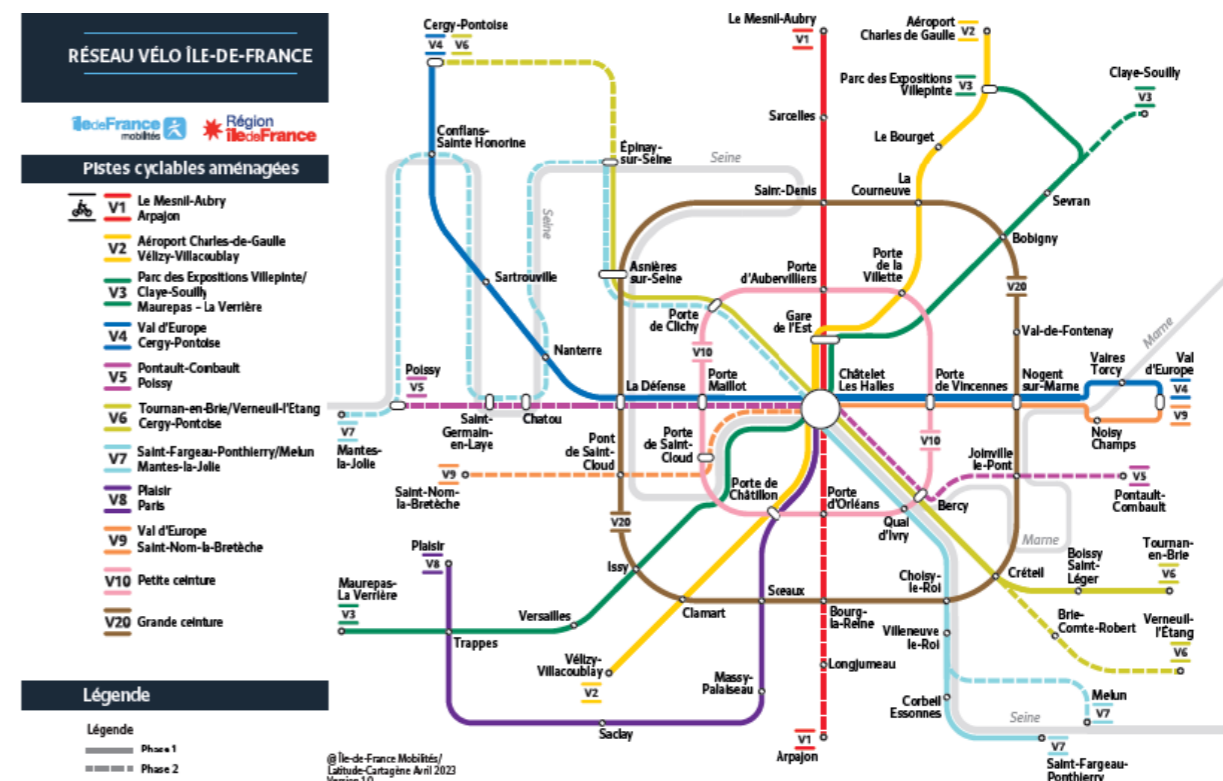 RÉSEAU VÉLO ÎLE-DE-FRANCE
îledeFrance
mobilités
Région
îledeFrance
Pistes cyclables aménagées
V1
Le Mesnil-Aubry
Arpajon
V2
Aéroport Charles-de-Gaulle
Vélizy-Villacoublay
V3
Parc des Expositions Villepinte/
Claye-Souilly
Maurepas - La Verrière
V4
Val d'Europe
Cergy-Pontoise
V5
Pontault-Combault
Poissy
V6
Tournan-en-Brie/Verneuil-l'Etang
Cergy-Pontoise
V7
Saint-Fargeau-Ponthierry/Melun
Mantes-la-Jolie
V8
Plaisir
Paris
V9
Val d'Europe
Saint-Nom-la-Bretèche
V10 Petite ceinture
V20 Grande ceinture
Légende
Légende
Phase 1
Phase 2
@Île-de-France Mobilités/
Latitude-Cartagène Avril 2023
Version 1.0
Cergy-Pontoise
V4 V6
Le Mesnil-Aubry
V1
Aéroport
Charles de Gaulle
V2
Parc des Expositions
Villepinte
V3
Claye-Souilly
V3
Conflans-
Sainte Honorine
Épinay-
sur-Seine
Seine
Sarcelles
Le Bourget
Saint-Denis
La
Courneuve
Sevran
Seine
Bobigny
Sartrouville
Asnières
sur-Seine
Porte
d'Aubervilliers
Porte
de la
Villette
V20
Porte
de Clichy
Gare
de l'Est
Val-de-Fontenay
Marne
Nanterre
V10
Poissy
V5
La Défense
Porte
Maillot
Châtelet
Les Halles
Porte
de Vincennes
Nogent
sur-Marne
Vaires
Torcy
Val
d'Europe
V4
V9
V7
Mantes-
la-Jolie
Saint-
Germain-
en-Laye
Chatou
Pont
de Saint-
Cloud
Porte
de Saint-
Cloud
V10
Noisy
Champs
V9
Saint-Nom-
la-Bretèche
Joinville
le-Pont
V5
Pontault-
Combault
Porte de
Châtillon
Porte
d'Orléans
Bercy
Quai
d'Ivry
V20
Marne
Plaisir
V8
Issy
Choisy-
le-Roi
Créteil
Boissy
Saint-
Léger
Tournan-
en-Brie
V6
Maurepas-
La Verrière
V3
Versailles
Trappes
Clamart
Sceaux
Bourg-
la-Reine
Villeneuve
le-Roi
Brie-
Comte-Robert
Verneuil-
l'Étang
V6
Vélizy-
Villacoublay
V2
Massy-
Palaiseau
Longjumeau
Corbeil
Essonnes
Melun
V7
Saclay
V1
Arpajon
Seine
V7
Saint-Fargeau-
Ponthierry